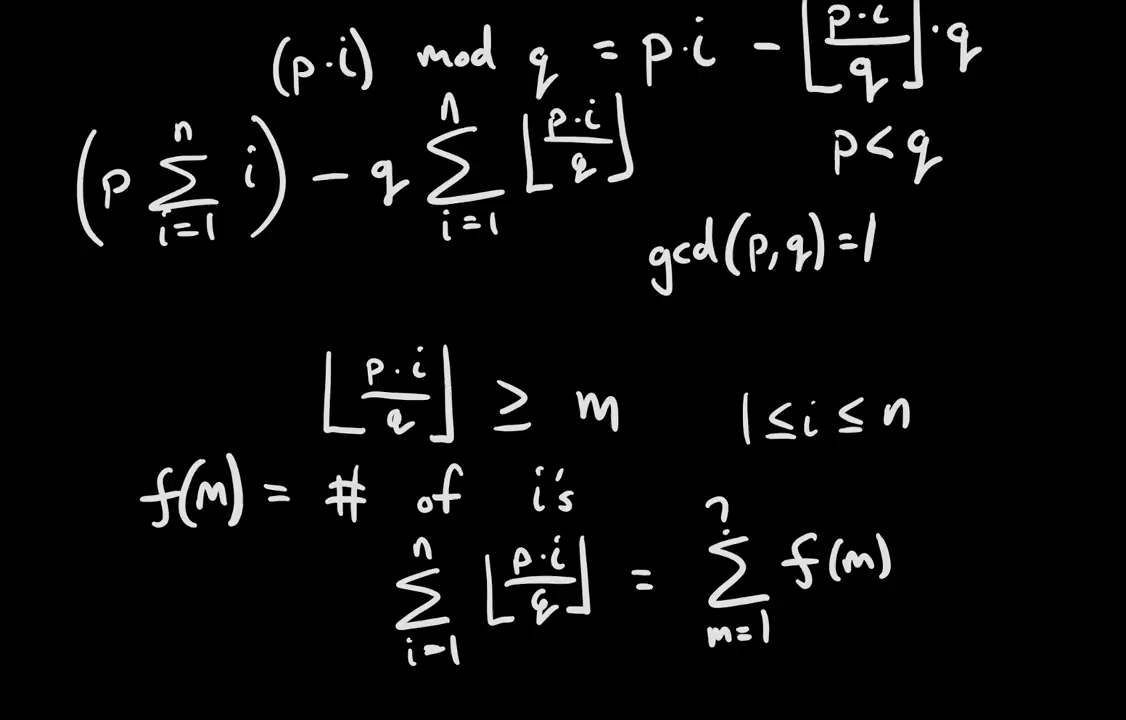 (p·i) mod q = p·i − ⌊p·i/q⌋·q
(p ∑_{i=1}^{n} i) − q ∑_{i=1}^{n} ⌊p·i/q⌋
p < q
gcd(p,q)=1
⌊p·i/q⌋ ≥ m    1 ≤ i ≤ n
f(m) = # of i's
∑_{i=1}^{n} ⌊p·i/q⌋ = ∑_{m=1}^{?} f(m)